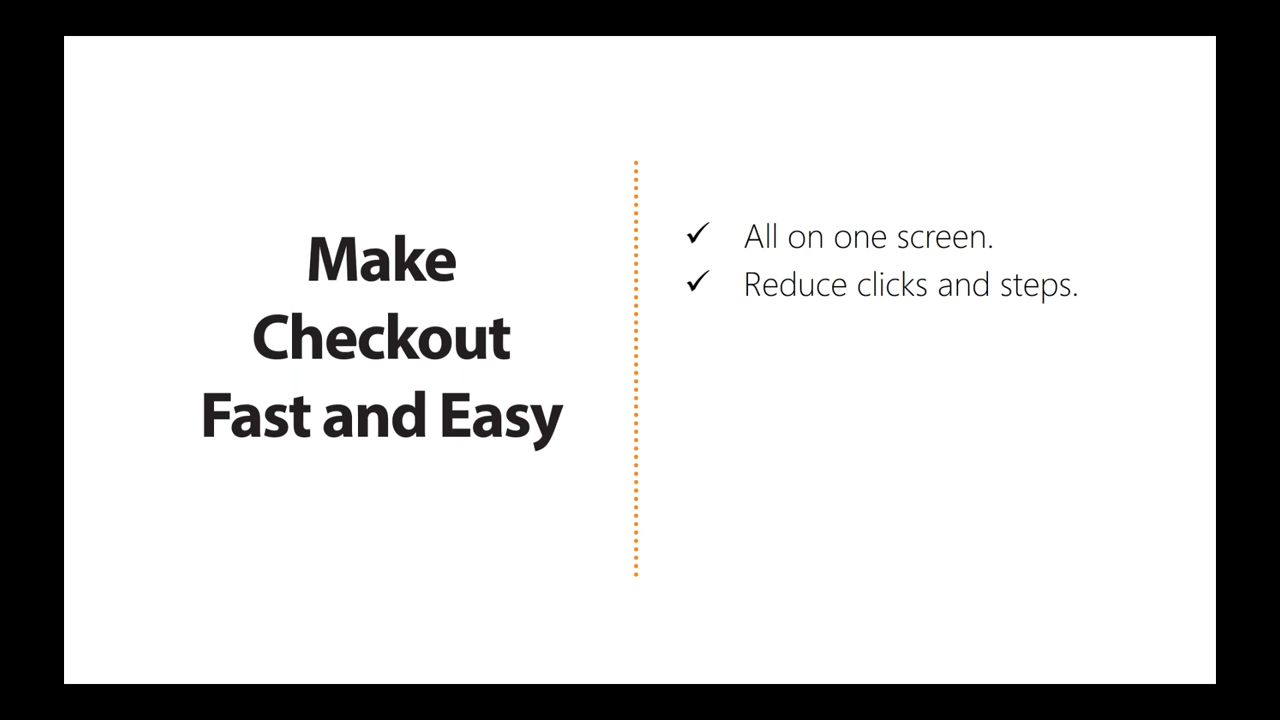 Make
Checkout
Fast and Easy
✓ All on one screen.
✓ Reduce clicks and steps.